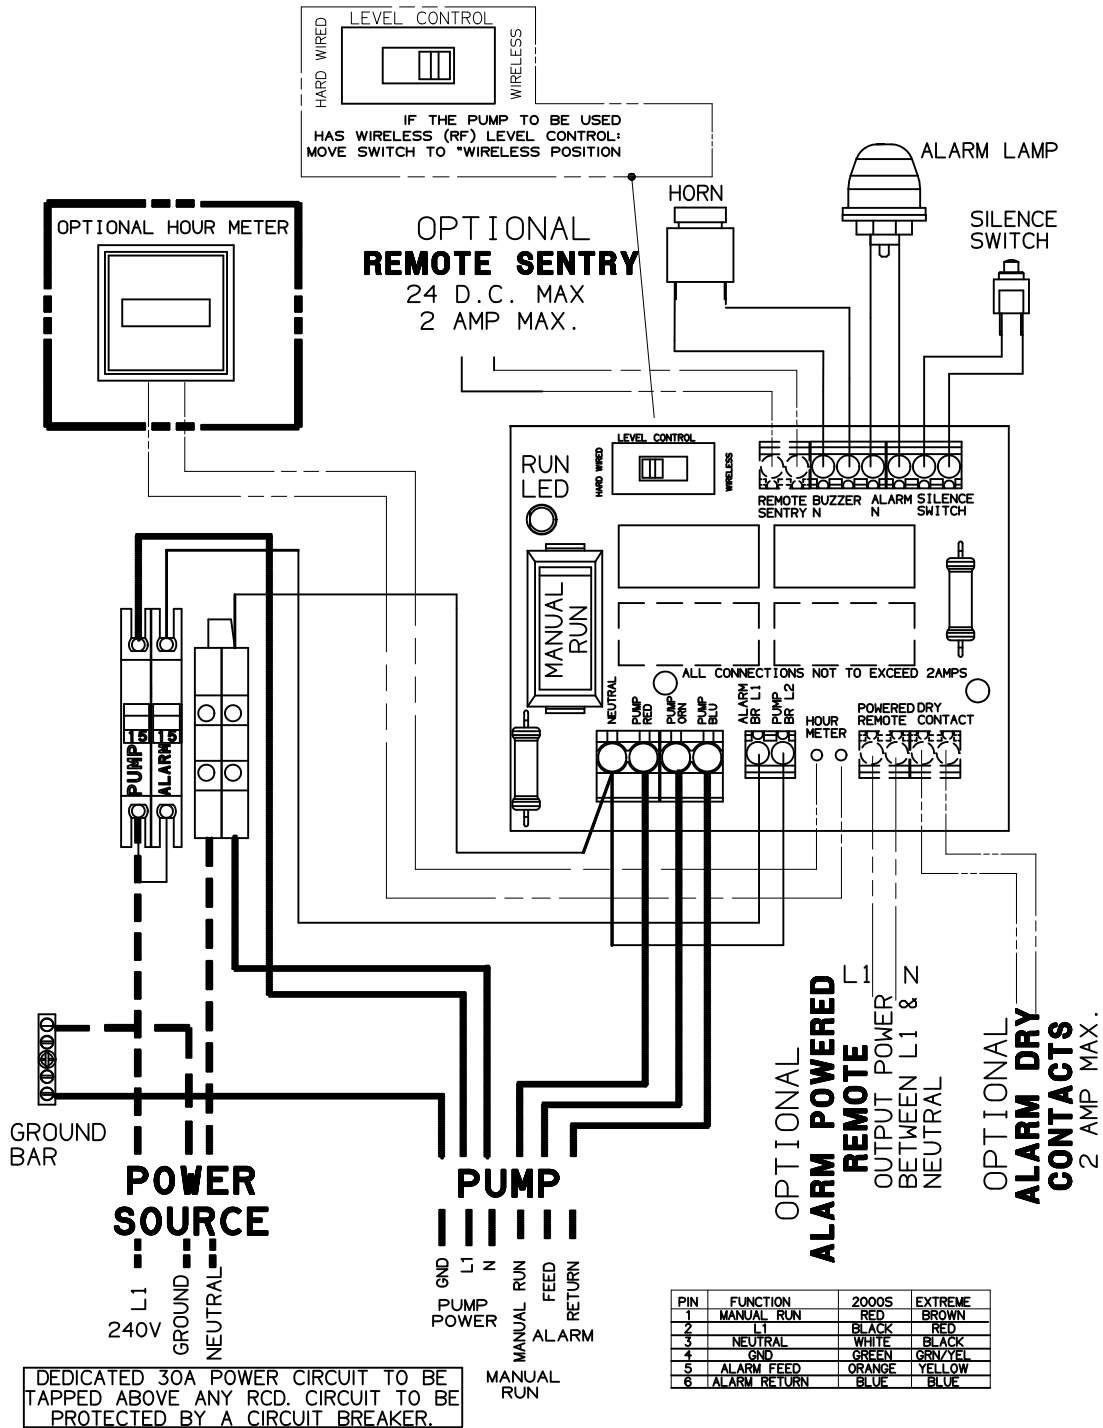 LEVEL CONTROL
HARD WIRED
WIRELESS
IF THE PUMP TO BE USED
HAS WIRELESS (RF) LEVEL CONTROL:
MOVE SWITCH TO "WIRELESS POSITION
ALARM LAMP
HORN
SILENCE
SWITCH
OPTIONAL HOUR METER
OPTIONAL
REMOTE SENTRY
24 D.C. MAX
2 AMP MAX.
LEVEL CONTROL
HARD WIRED
WIRELESS
RUN
LED
REMOTE BUZZER ALARM SILENCE
SENTRY N N SWITCH
MANUAL
RUN
ALL CONNECTIONS NOT TO EXCEED 2AMPS
NEUTRAL
PUMP
RED
PUMP
ORN
PUMP
BLU
ALARM
BR L1
PUMP
BR L2
HOUR
METER
POWERED DRY
REMOTE CONTACT
15 15
PUMP
ALARM
GROUND
BAR
POWER
SOURCE
L1
240V
GROUND
NEUTRAL
PUMP
GND
L1
N
PUMP
POWER
MANUAL RUN
FEED
RETURN
ALARM
MANUAL
RUN
L1 N
OPTIONAL
ALARM POWERED
REMOTE
OUTPUT POWER
BETWEEN L1 &
NEUTRAL
OPTIONAL
ALARM DRY
CONTACTS
2 AMP MAX.
PIN FUNCTION 2000S EXTREME
1 MANUAL RUN RED BROWN
2 L1 BLACK RED
3 NEUTRAL WHITE BLACK
4 GND GREEN GRN/YEL
5 ALARM FEED ORANGE YELLOW
6 ALARM RETURN BLUE BLUE
DEDICATED 30A POWER CIRCUIT TO BE
TAPPED ABOVE ANY RCD. CIRCUIT TO BE
PROTECTED BY A CIRCUIT BREAKER.